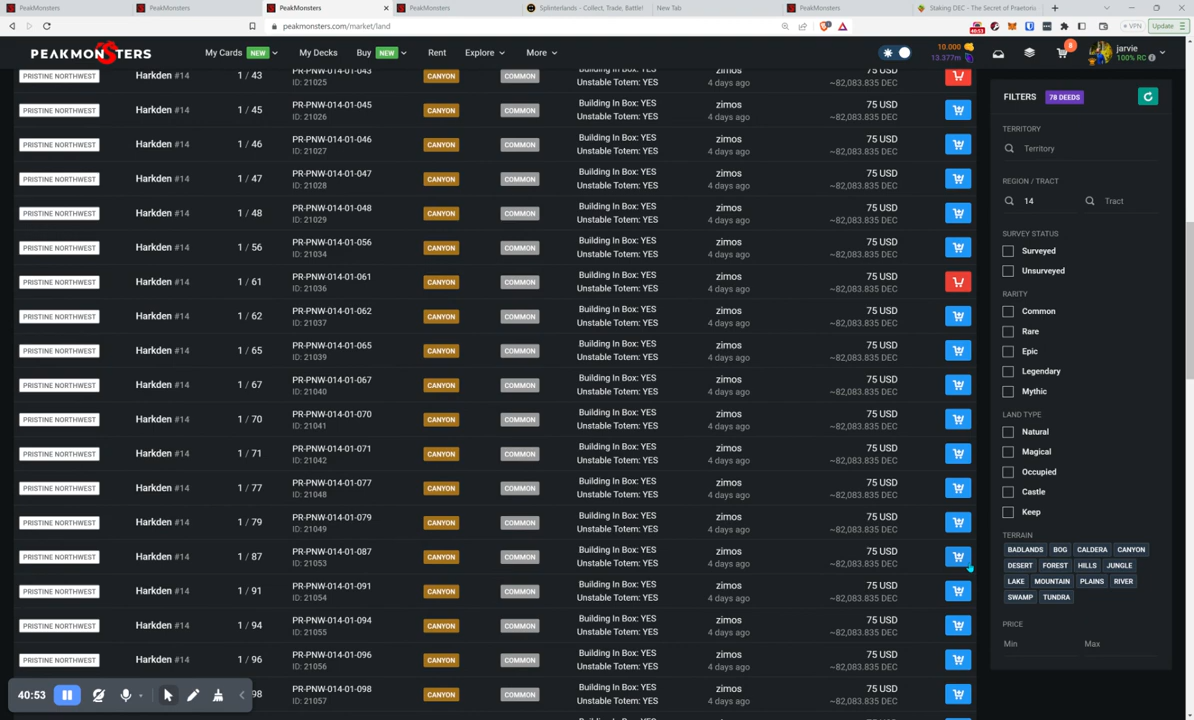 PeakMonsters
PeakMonsters
PeakMonsters
PeakMonsters
Splinterlands - Collect, Trade, Battle!
New Tab
PeakMonsters
Staking DEC - The Secret of Praetoria
peakmonsters.com/market/land
VPN
Update
PEAKMONSTERS
My Cards NEW
My Decks
Buy NEW
Rent
Explore
More
10.000
13.377m
8
jarvie
100% RC
PRISTINE NORTHWEST Harkden #14 1 / 43 PR-PNW-014-01-043 CANYON COMMON Building In Box: YES zimos 75 USD
ID: 21025 Unstable Totem: YES 4 days ago ~82,083.835 DEC
PRISTINE NORTHWEST Harkden #14 1 / 45 PR-PNW-014-01-045 CANYON COMMON Building In Box: YES zimos 75 USD
ID: 21026 Unstable Totem: YES 4 days ago ~82,083.835 DEC
PRISTINE NORTHWEST Harkden #14 1 / 46 PR-PNW-014-01-046 CANYON COMMON Building In Box: YES zimos 75 USD
ID: 21027 Unstable Totem: YES 4 days ago ~82,083.835 DEC
PRISTINE NORTHWEST Harkden #14 1 / 47 PR-PNW-014-01-047 CANYON COMMON Building In Box: YES zimos 75 USD
ID: 21028 Unstable Totem: YES 4 days ago ~82,083.835 DEC
PRISTINE NORTHWEST Harkden #14 1 / 48 PR-PNW-014-01-048 CANYON COMMON Building In Box: YES zimos 75 USD
ID: 21029 Unstable Totem: YES 4 days ago ~82,083.835 DEC
PRISTINE NORTHWEST Harkden #14 1 / 56 PR-PNW-014-01-056 CANYON COMMON Building In Box: YES zimos 75 USD
ID: 21034 Unstable Totem: YES 4 days ago ~82,083.835 DEC
PRISTINE NORTHWEST Harkden #14 1 / 61 PR-PNW-014-01-061 CANYON COMMON Building In Box: YES zimos 75 USD
ID: 21036 Unstable Totem: YES 4 days ago ~82,083.835 DEC
PRISTINE NORTHWEST Harkden #14 1 / 62 PR-PNW-014-01-062 CANYON COMMON Building In Box: YES zimos 75 USD
ID: 21037 Unstable Totem: YES 4 days ago ~82,083.835 DEC
PRISTINE NORTHWEST Harkden #14 1 / 65 PR-PNW-014-01-065 CANYON COMMON Building In Box: YES zimos 75 USD
ID: 21039 Unstable Totem: YES 4 days ago ~82,083.835 DEC
PRISTINE NORTHWEST Harkden #14 1 / 67 PR-PNW-014-01-067 CANYON COMMON Building In Box: YES zimos 75 USD
ID: 21040 Unstable Totem: YES 4 days ago ~82,083.835 DEC
PRISTINE NORTHWEST Harkden #14 1 / 70 PR-PNW-014-01-070 CANYON COMMON Building In Box: YES zimos 75 USD
ID: 21041 Unstable Totem: YES 4 days ago ~82,083.835 DEC
PRISTINE NORTHWEST Harkden #14 1 / 71 PR-PNW-014-01-071 CANYON COMMON Building In Box: YES zimos 75 USD
ID: 21042 Unstable Totem: YES 4 days ago ~82,083.835 DEC
PRISTINE NORTHWEST Harkden #14 1 / 77 PR-PNW-014-01-077 CANYON COMMON Building In Box: YES zimos 75 USD
ID: 21048 Unstable Totem: YES 4 days ago ~82,083.835 DEC
PRISTINE NORTHWEST Harkden #14 1 / 79 PR-PNW-014-01-079 CANYON COMMON Building In Box: YES zimos 75 USD
ID: 21049 Unstable Totem: YES 4 days ago ~82,083.835 DEC
PRISTINE NORTHWEST Harkden #14 1 / 87 PR-PNW-014-01-087 CANYON COMMON Building In Box: YES zimos 75 USD
ID: 21053 Unstable Totem: YES 4 days ago ~82,083.835 DEC
PRISTINE NORTHWEST Harkden #14 1 / 91 PR-PNW-014-01-091 CANYON COMMON Building In Box: YES zimos 75 USD
ID: 21054 Unstable Totem: YES 4 days ago ~82,083.835 DEC
PRISTINE NORTHWEST Harkden #14 1 / 94 PR-PNW-014-01-094 CANYON COMMON Building In Box: YES zimos 75 USD
ID: 21055 Unstable Totem: YES 4 days ago ~82,083.835 DEC
PRISTINE NORTHWEST Harkden #14 1 / 96 PR-PNW-014-01-096 CANYON COMMON Building In Box: YES zimos 75 USD
ID: 21056 Unstable Totem: YES 4 days ago ~82,083.835 DEC
98 PR-PNW-014-01-098 CANYON COMMON Building In Box: YES zimos 75 USD
ID: 21057 Unstable Totem: YES 4 days ago ~82,083.835 DEC
40:53
FILTERS 78 DEEDS
TERRITORY
Territory
REGION / TRACT
14 Tract
SURVEY STATUS
Surveyed
Unsurveyed
RARITY
Common
Rare
Epic
Legendary
Mythic
LAND TYPE
Natural
Magical
Occupied
Castle
Keep
TERRAIN
BADLANDS BOG CALDERA CANYON
DESERT FOREST HILLS JUNGLE
LAKE MOUNTAIN PLAINS RIVER
SWAMP TUNDRA
PRICE
Min Max